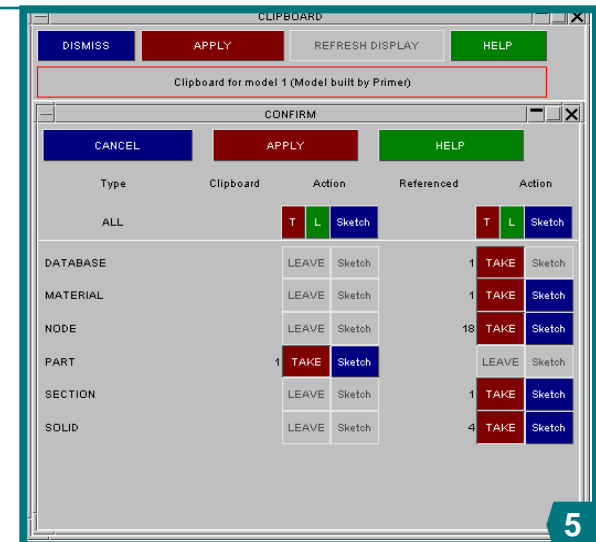 CLIPBOARD
DISMISS APPLY REFRESH DISPLAY HELP
Clipboard for model 1 (Model built by Primer)
CONFIRM
CANCEL APPLY HELP
Type Clipboard Action Referenced Action
ALL T L Sketch T L Sketch
DATABASE LEAVE Sketch 1 TAKE Sketch
MATERIAL LEAVE Sketch 1 TAKE Sketch
NODE LEAVE Sketch 18 TAKE Sketch
PART 1 TAKE Sketch LEAVE Sketch
SECTION LEAVE Sketch 1 TAKE Sketch
SOLID LEAVE Sketch 4 TAKE Sketch
5